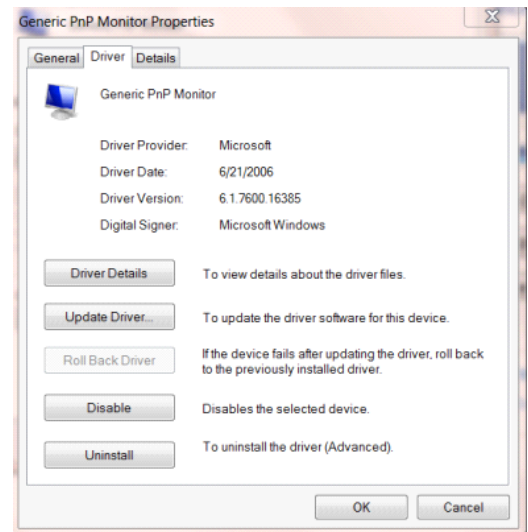 Generic PnP Monitor Properties
General Driver Details
Generic PnP Monitor
Driver Provider: Microsoft
Driver Date: 6/21/2006
Driver Version: 6.1.7600.16385
Digital Signer: Microsoft Windows
Driver Details To view details about the driver files.
Update Driver... To update the driver software for this device.
Roll Back Driver If the device fails after updating the driver, roll back
to the previously installed driver.
Disable Disables the selected device.
Uninstall To uninstall the driver (Advanced).
OK Cancel